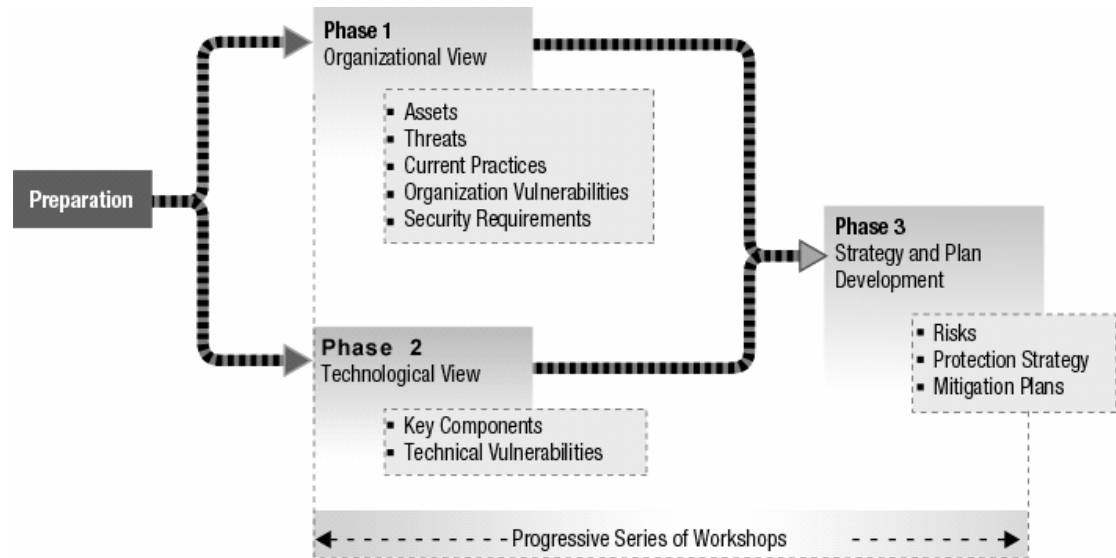 Preparation
Phase 1
Organizational View
▪ Assets
▪ Threats
▪ Current Practices
▪ Organization Vulnerabilities
▪ Security Requirements
Phase 2
Technological View
▪ Key Components
▪ Technical Vulnerabilities
Phase 3
Strategy and Plan
Development
▪ Risks
▪ Protection Strategy
▪ Mitigation Plans
Progressive Series of Workshops